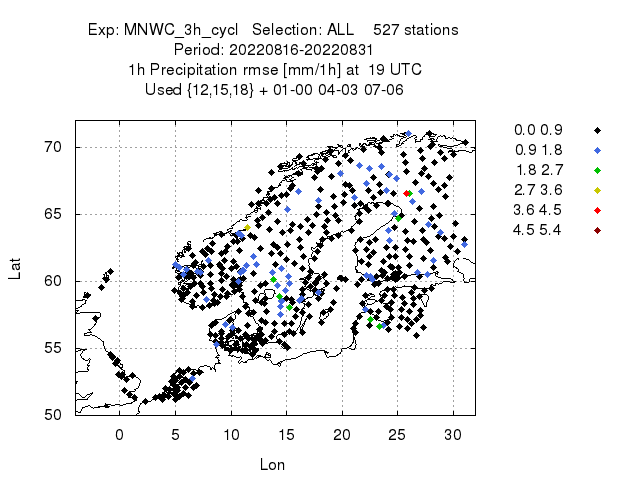 Exp: MNWC_3h_cycl Selection: ALL 527 stations
Period: 20220816-20220831
1h Precipitation rmse [mm/1h] at 19 UTC
Used {12,15,18} + 01-00 04-03 07-06
0.0 0.9
0.9 1.8
1.8 2.7
2.7 3.6
3.6 4.5
4.5 5.4
70
65
60
55
50
Lat
0 5 10 15 20 25 30
Lon